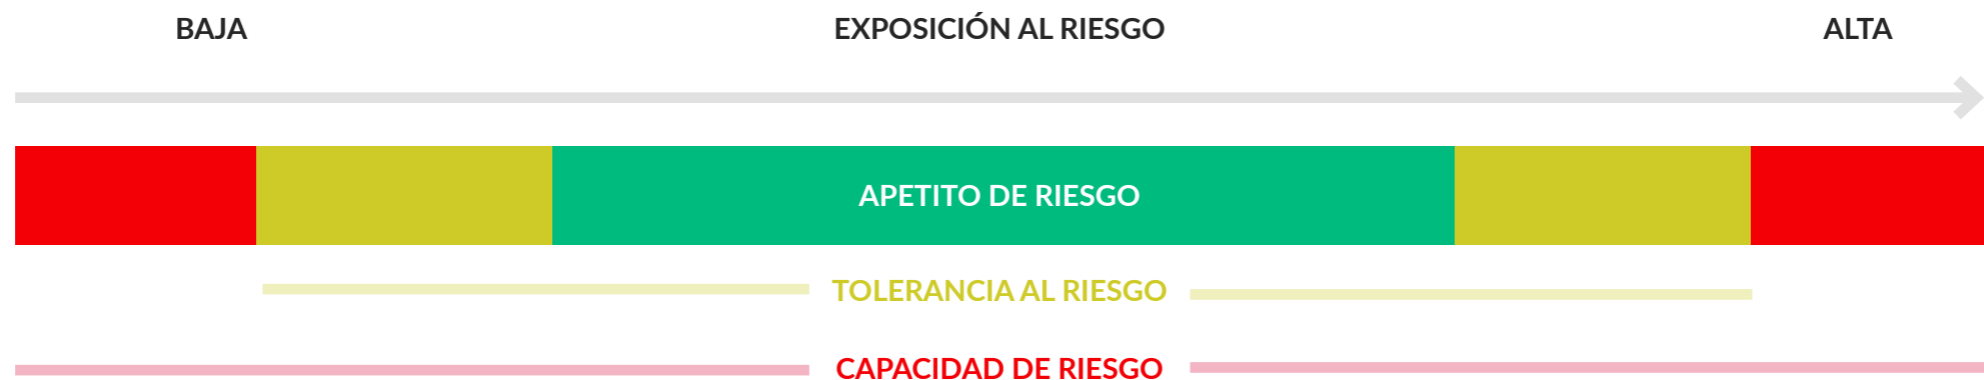 BAJA EXPOSICIÓN AL RIESGO ALTA
APETITO DE RIESGO
TOLERANCIA AL RIESGO
CAPACIDAD DE RIESGO